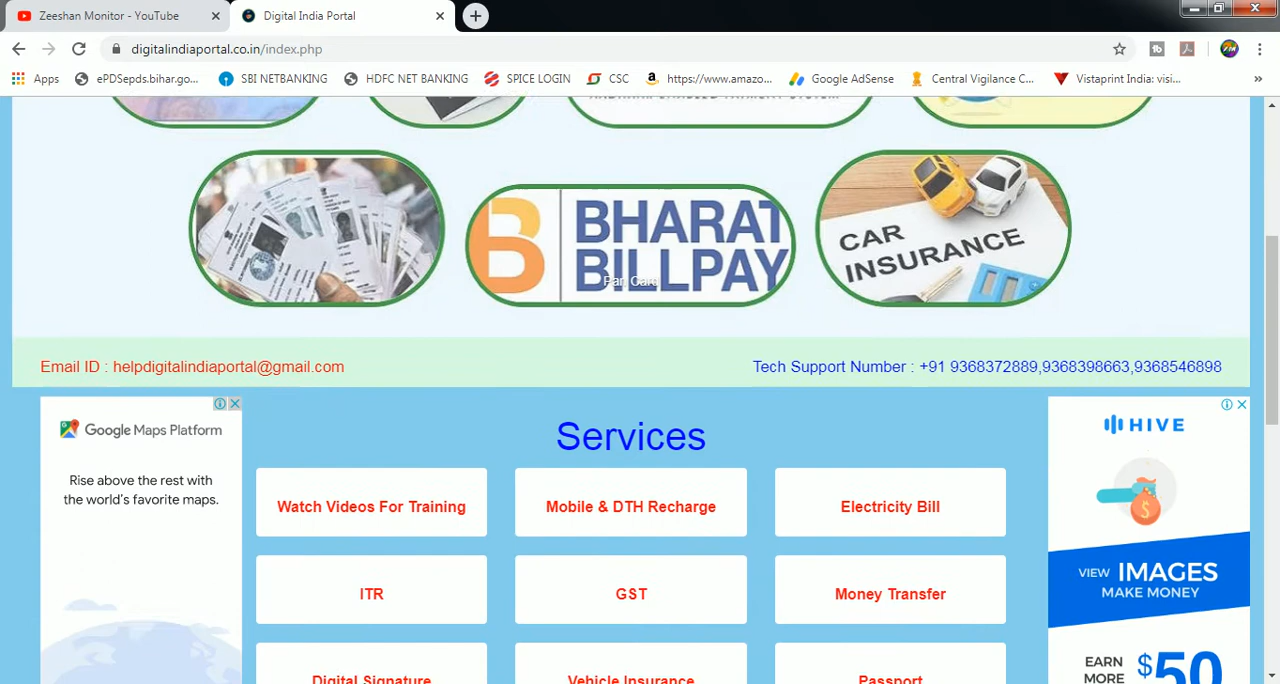 Zeeshan Monitor - YouTube
Digital India Portal
digitalindiaportal.co.in/index.php
Apps
ePDSepds.bihar.go...
SBI NETBANKING
HDFC NET BANKING
SPICE LOGIN
CSC
https://www.amazo...
Google AdSense
Central Vigilance C...
Vistaprint India: visi...
»
B BHARAT
BILLPAY
Pan Card
CAR
INSURANCE
Email ID : helpdigitalindiaportal@gmail.com
Tech Support Number : +91 9368372889,9368398663,9368546898
Google Maps Platform
Rise above the rest with
the world's favorite maps.
Services
Watch Videos For Training
Mobile & DTH Recharge
Electricity Bill
ITR
GST
Money Transfer
Digital Signature
Vehicle Insurance
Passport
HIVE
VIEW IMAGES
MAKE MONEY
EARN
MORE
$50